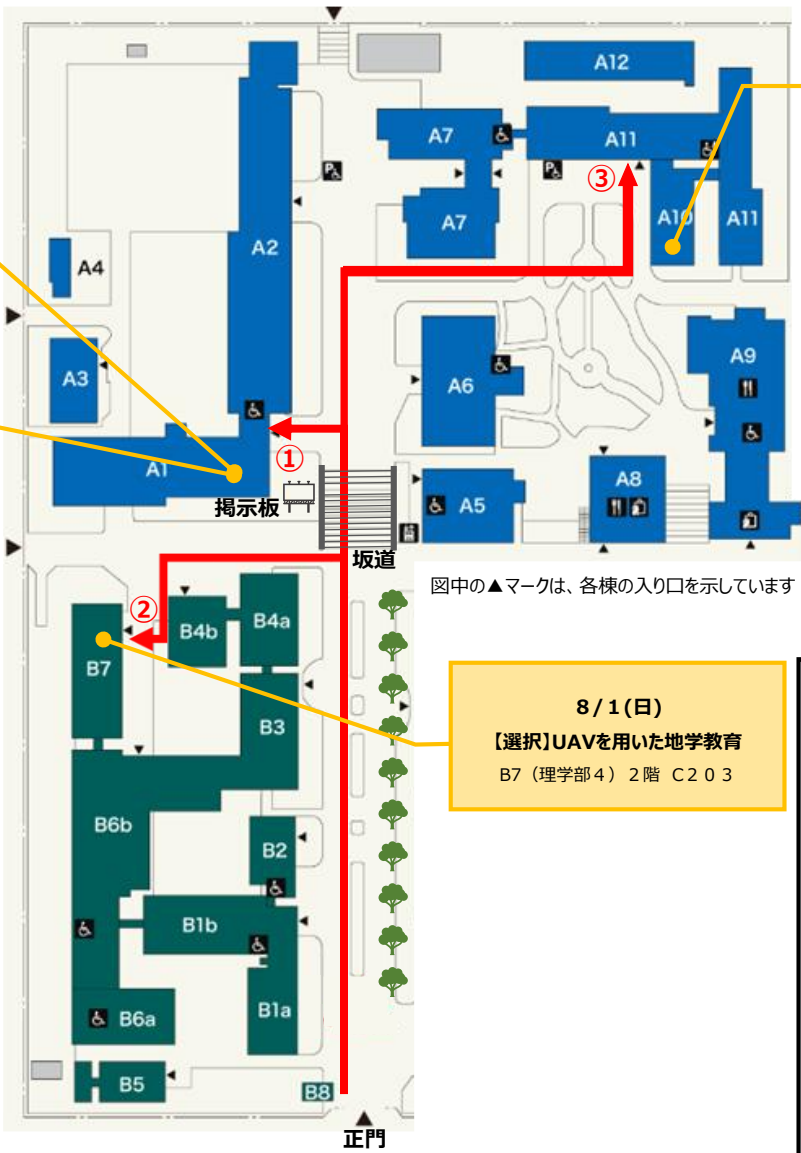 A12
A7
A11
③
A7
A10
A11
A2
A4
A3
A6
A9
①
A1
A8
掲示板
A5
坂道
図中の▲マークは、各棟の入り口を示しています
②
B4b
B4a
B7
B3
8/1(日)
【選択】UAVを用いた地学教育
B7（理学部４）２階 Ｃ２０３
B6b
B2
B1b
B6a
B1a
B5
B8
正門